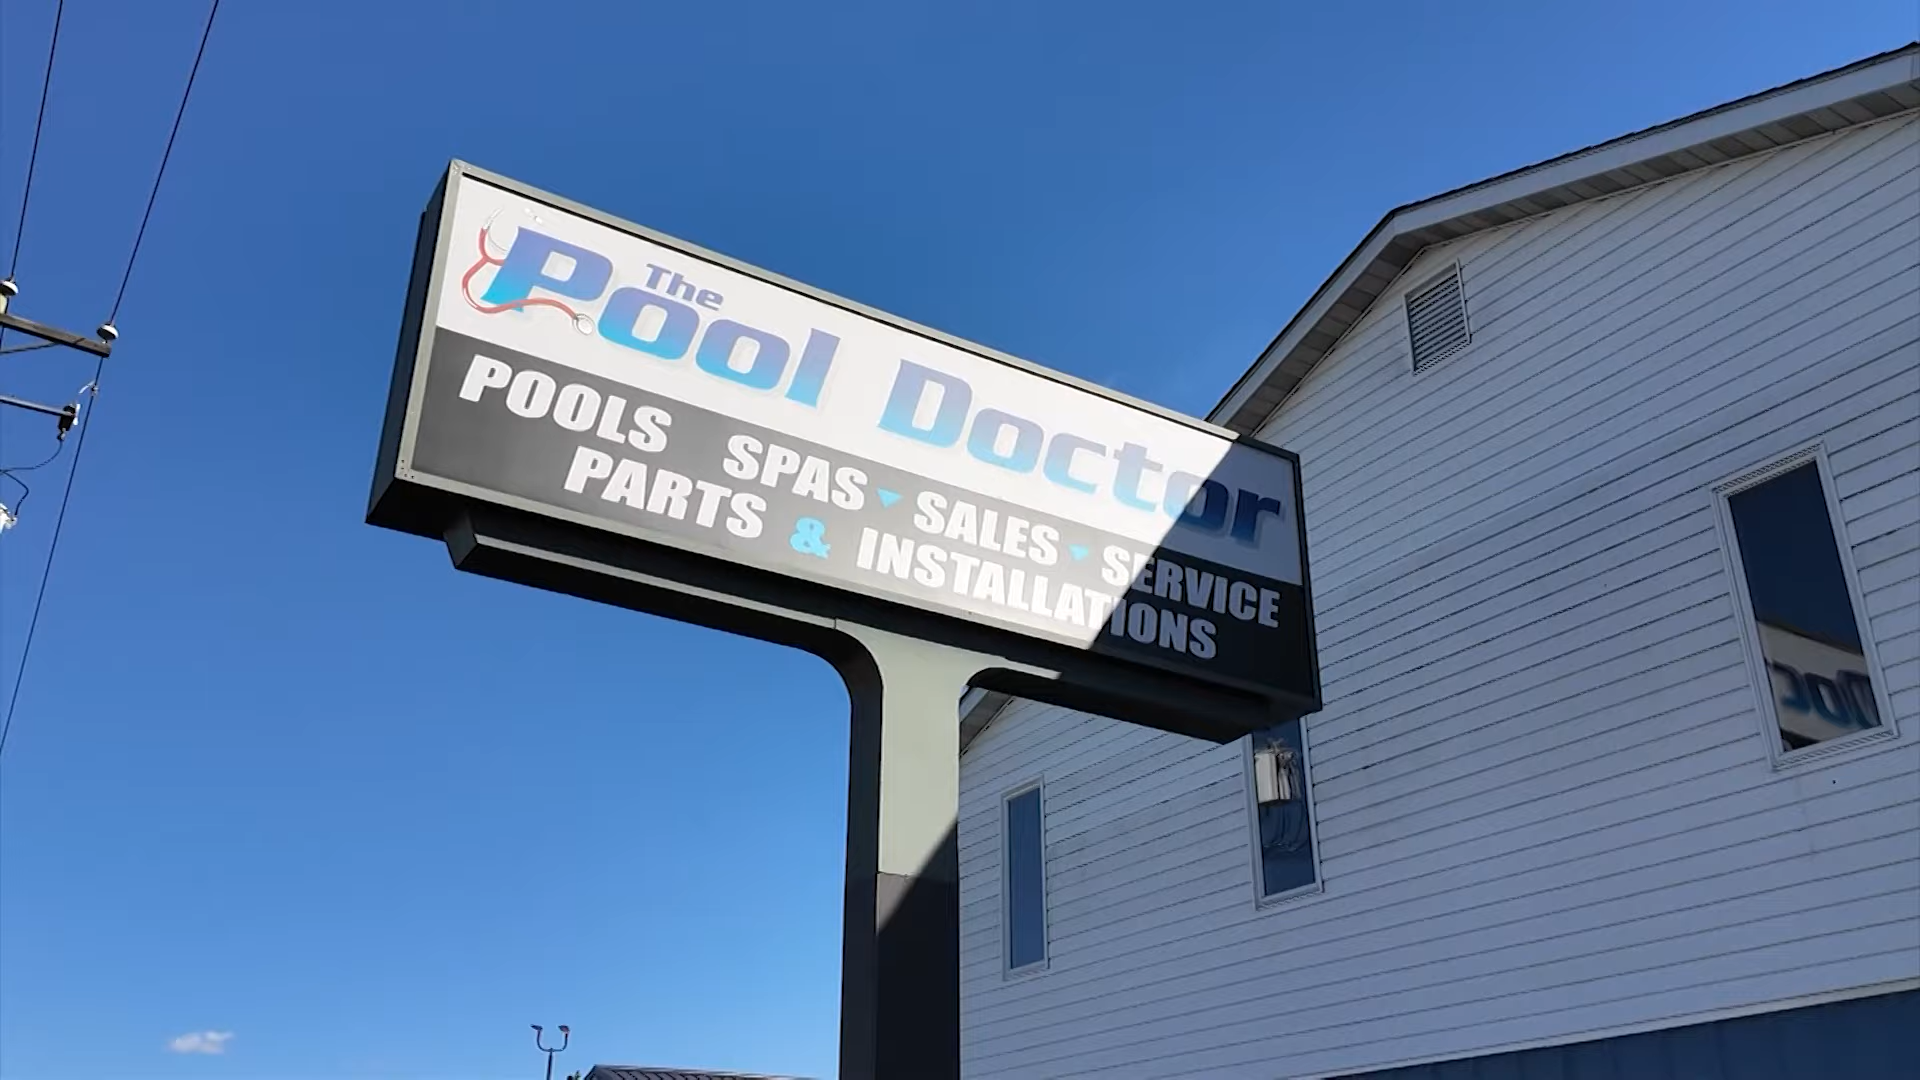 The
Pool Doctor
POOLS SPAS SALES SERVICE
PARTS & INSTALLATIONS